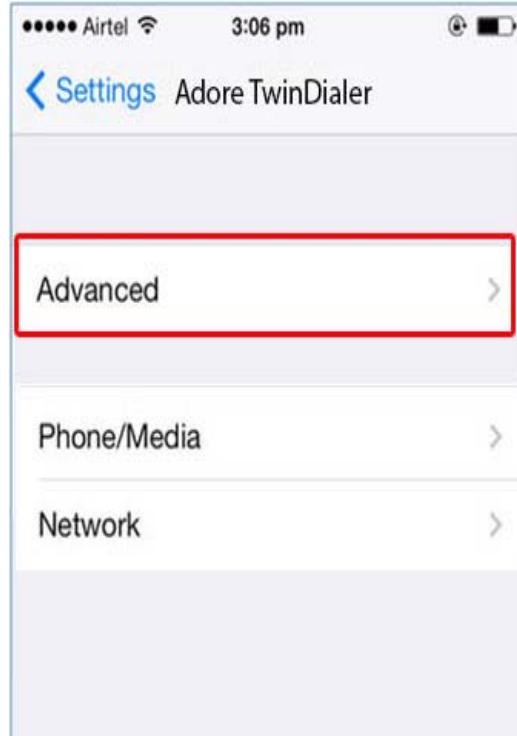 Airtel 3:06 pm
Settings Adore TwinDialer
Advanced
Phone/Media
Network